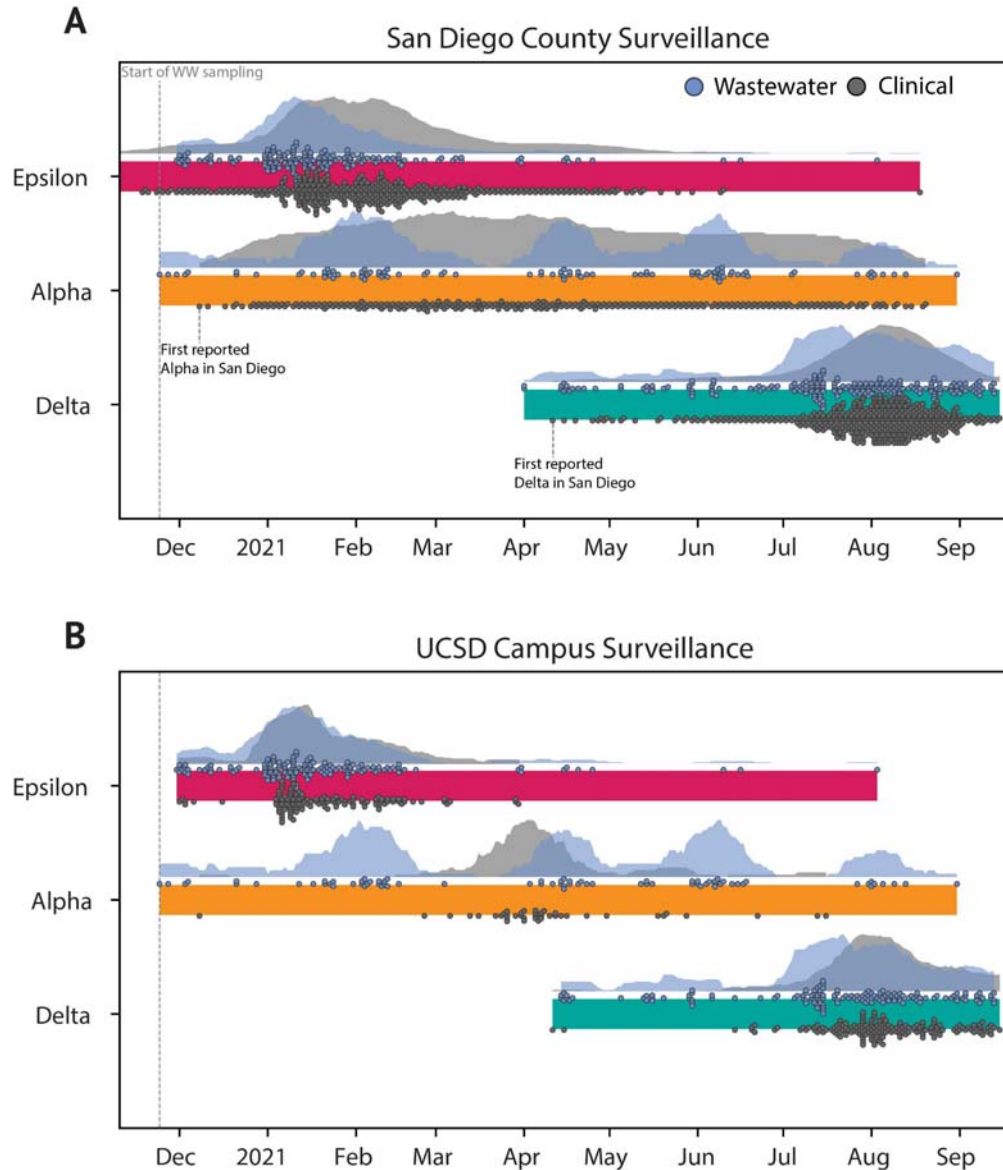 A
San Diego County Surveillance
Start of WW sampling
Wastewater Clinical
Epsilon
Alpha
First reported
Alpha in San Diego
Delta
First reported
Delta in San Diego
Dec 2021 Feb Mar Apr May Jun Jul Aug Sep
B
UCSD Campus Surveillance
Epsilon
Alpha
Delta
Dec 2021 Feb Mar Apr May Jun Jul Aug Sep